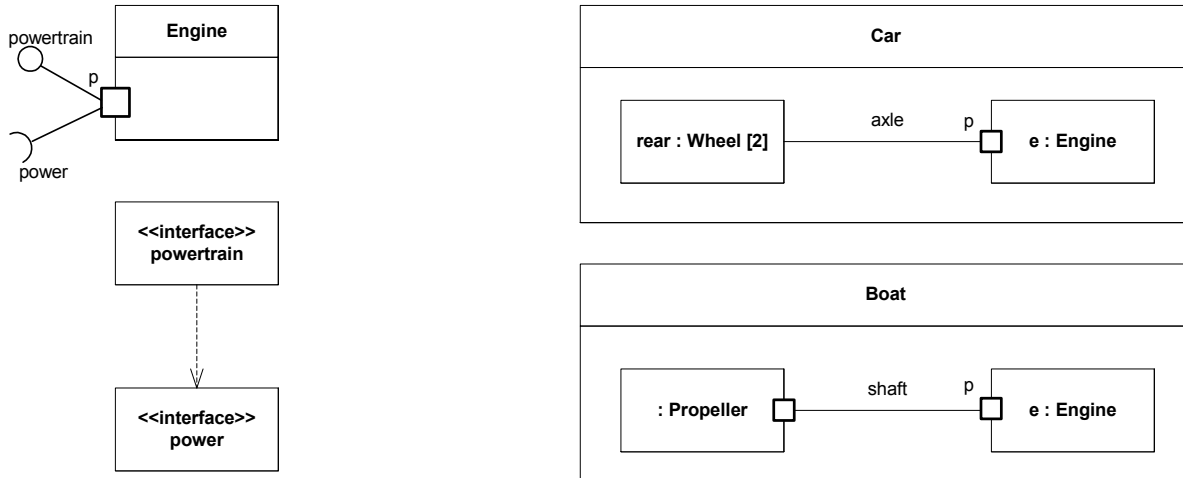 powertrain
p
Engine
power
<<interface>>
powertrain
<<interface>>
power
Car
rear : Wheel [2]
axle
p
e : Engine
Boat
: Propeller
shaft
p
e : Engine